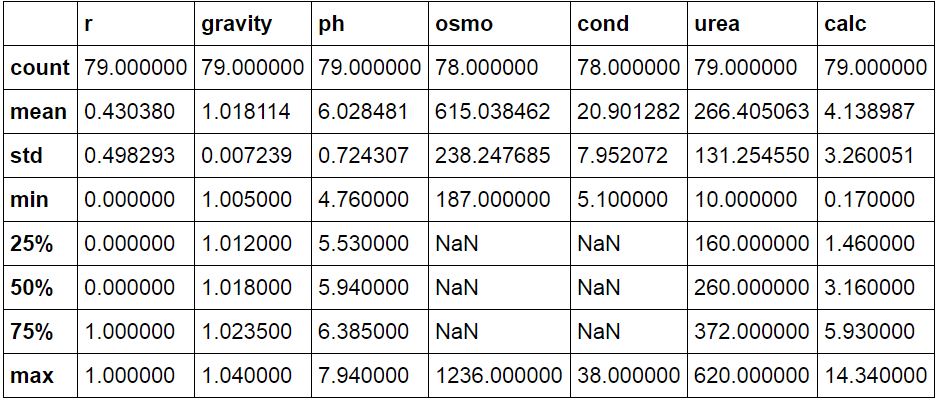 r gravity ph osmo cond urea calc
count 79.000000 79.000000 79.000000 78.000000 78.000000 79.000000 79.000000
mean 0.430380 1.018114 6.028481 615.038462 20.901282 266.405063 4.138987
std 0.498293 0.007239 0.724307 238.247685 7.952072 131.254550 3.260051
min 0.000000 1.005000 4.760000 187.000000 5.100000 10.000000 0.170000
25% 0.000000 1.012000 5.530000 NaN NaN 160.000000 1.460000
50% 0.000000 1.018000 5.940000 NaN NaN 260.000000 3.160000
75% 1.000000 1.023500 6.385000 NaN NaN 372.000000 5.930000
max 1.000000 1.040000 7.940000 1236.000000 38.000000 620.000000 14.340000